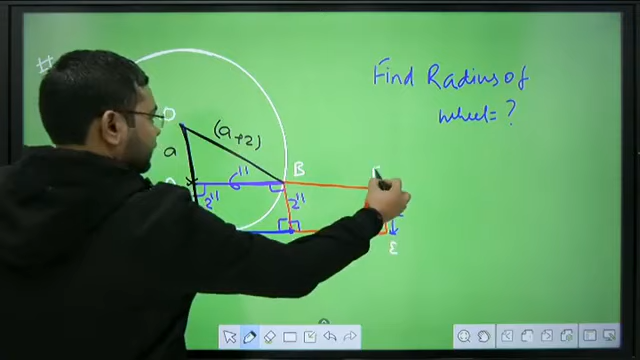 #
Find Radius of
wheel = ?
O
(a+2)
a
6"
B
2"
2"
E